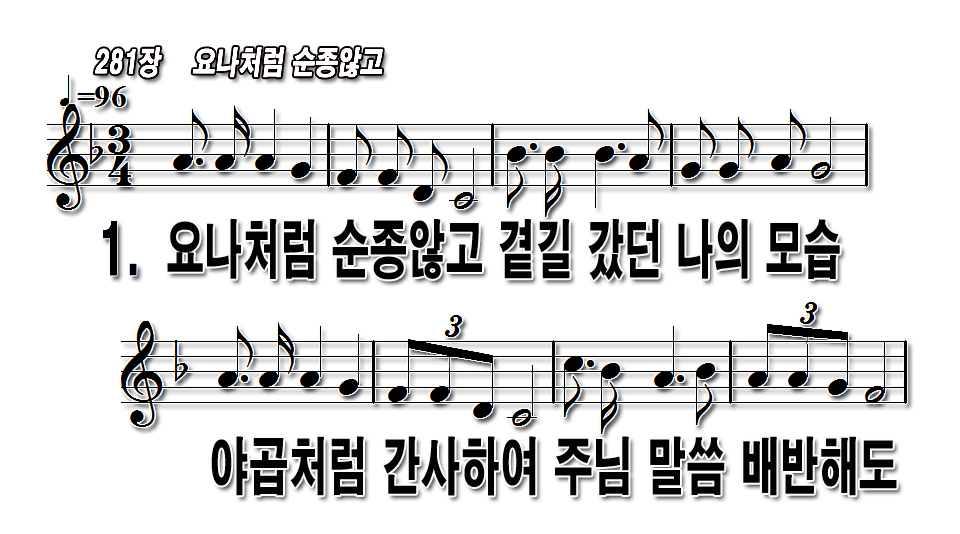 281장 요나처럼 순종않고
♩=96
3/4
1. 요나처럼 순종않고 곁길 갔던 나의 모습
3 3
야곱처럼 간사하여 주님 말씀 배반해도